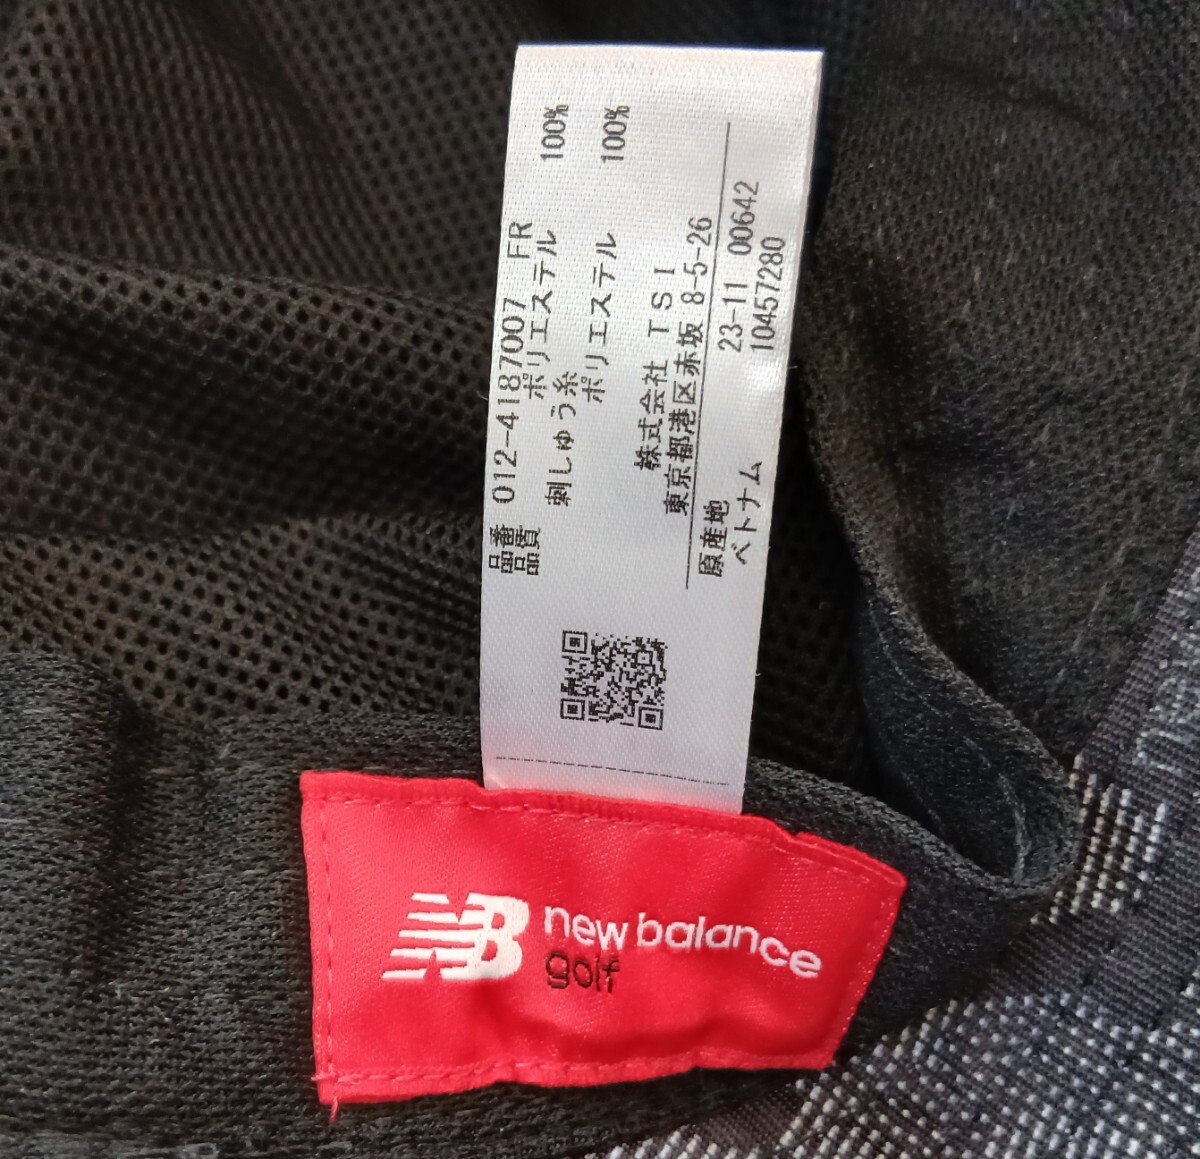 品番 012-4187007 FR
品質 ポリエステル 100%
刺しゅう糸
ポリエステル 100%
株式会社 TSI
東京都港区赤坂 8-5-26
原産地 23-11 00642
ベトナム 10457280
new balance
golf